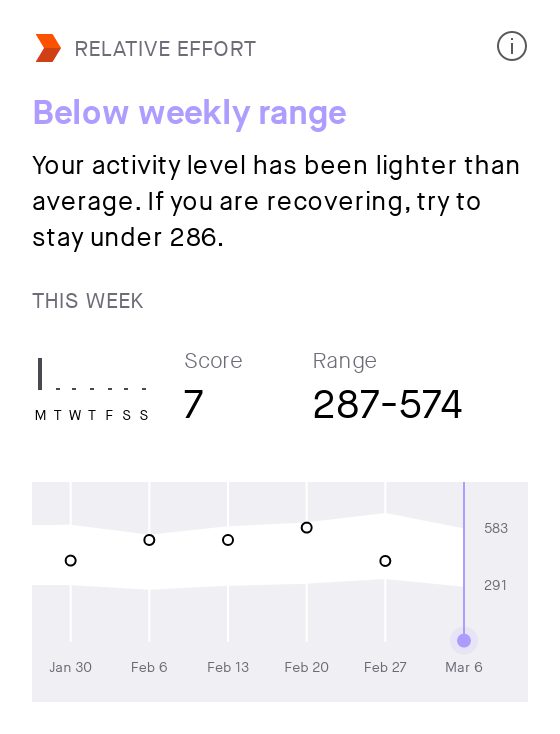 RELATIVE EFFORT
Below weekly range
Your activity level has been lighter than
average. If you are recovering, try to
stay under 286.
THIS WEEK
Score Range
7 287-574
M T W T F S S
583
291
Jan 30 Feb 6 Feb 13 Feb 20 Feb 27 Mar 6